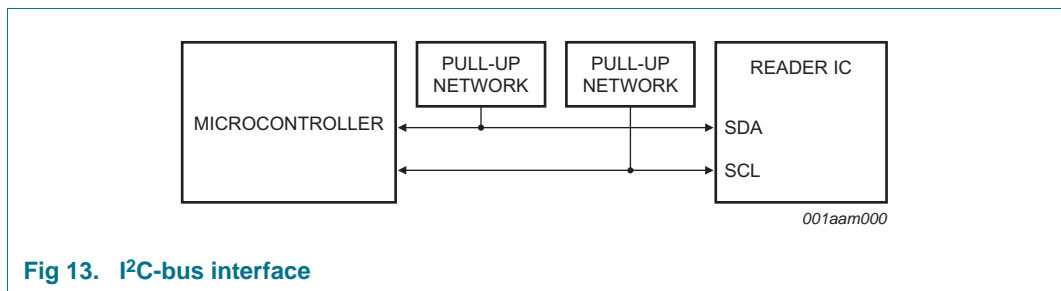 PULL-UP
NETWORK
PULL-UP
NETWORK
READER IC
MICROCONTROLLER
SDA
SCL
001aam000
Fig 13. I²C-bus interface